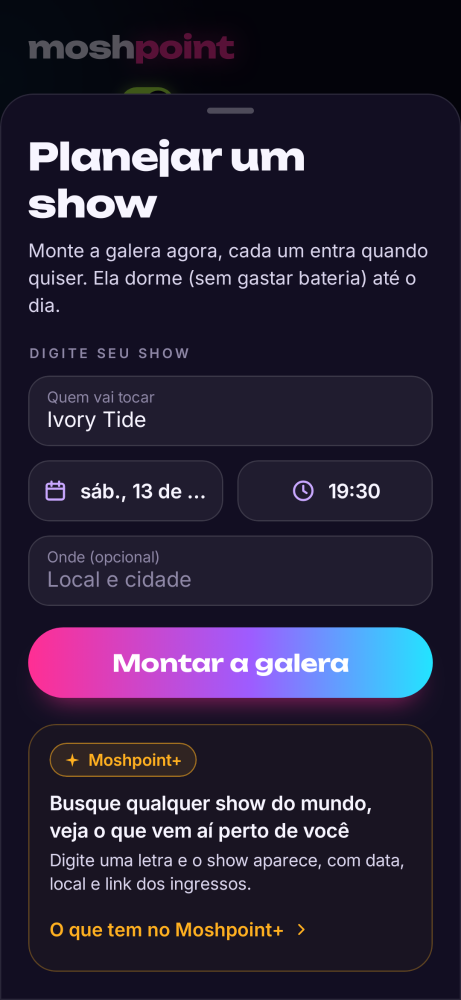 moshpoint
Planejar um
show
Monte a galera agora, cada um entra quando
quiser. Ela dorme (sem gastar bateria) até o
dia.
DIGITE SEU SHOW
Quem vai tocar
Ivory Tide
sáb., 13 de ...
19:30
Onde (opcional)
Local e cidade
Montar a galera
Moshpoint+
Busque qualquer show do mundo,
veja o que vem aí perto de você
Digite uma letra e o show aparece, com data,
local e link dos ingressos.
O que tem no Moshpoint+